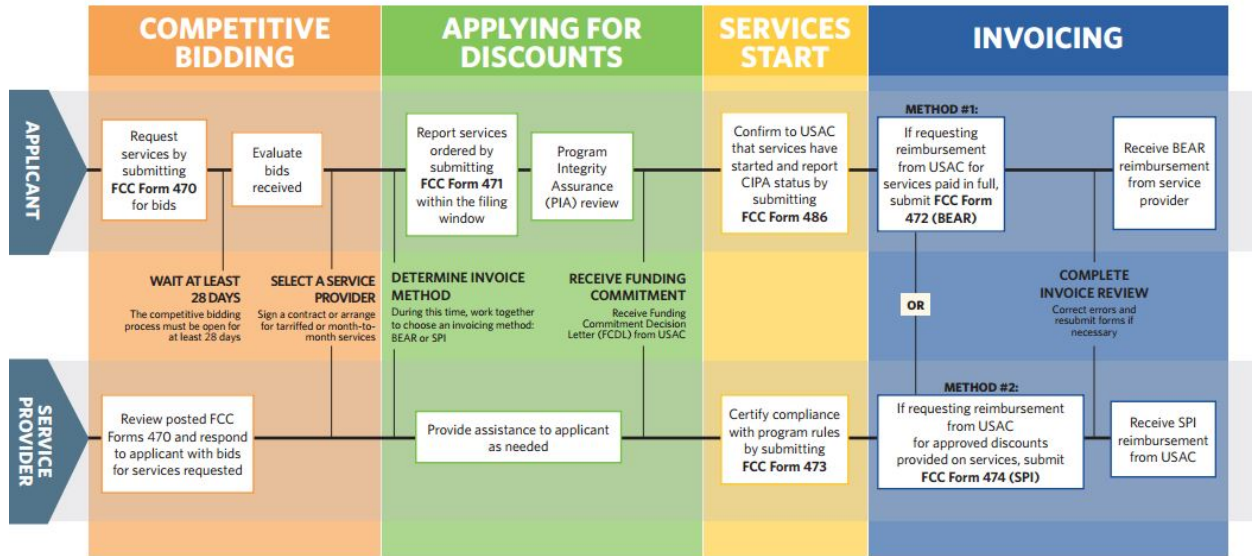 COMPETITIVE
BIDDING
APPLYING FOR
DISCOUNTS
SERVICES
START
INVOICING
APPLICANT
Request
services by
submitting
FCC Form 470
for bids
Evaluate
bids
received
Report services
ordered by
submitting
FCC Form 471
within the filing
window
Program
Integrity
Assurance
(PIA) review
Confirm to USAC
that services have
started and report
CIPA status by
submitting
FCC Form 486
METHOD #1:
If requesting
reimbursement
from USAC for
services paid in full,
submit FCC Form
472 (BEAR)
Receive BEAR
reimbursement
from service
provider
WAIT AT LEAST
28 DAYS
The competitive bidding
process must be open for
at least 28 days
SELECT A SERVICE
PROVIDER
Sign a contract or arrange
for tarriffed or month-to-
month services
DETERMINE INVOICE
METHOD
During this time, work together
to choose an invoicing method:
BEAR or SPI
RECEIVE FUNDING
COMMITMENT
Receive Funding
Commitment Decision
Letter (FCDL) from USAC
OR
COMPLETE
INVOICE REVIEW
Correct errors and
resubmit forms if
necessary
SERVICE
PROVIDER
Review posted FCC
Forms 470 and respond
to applicant with bids
for services requested
Provide assistance to applicant
as needed
Certify compliance
with program rules
by submitting
FCC Form 473
METHOD #2:
If requesting reimbursement
from USAC
for approved discounts
provided on services, submit
FCC Form 474 (SPI)
Receive SPI
reimbursement
from USAC